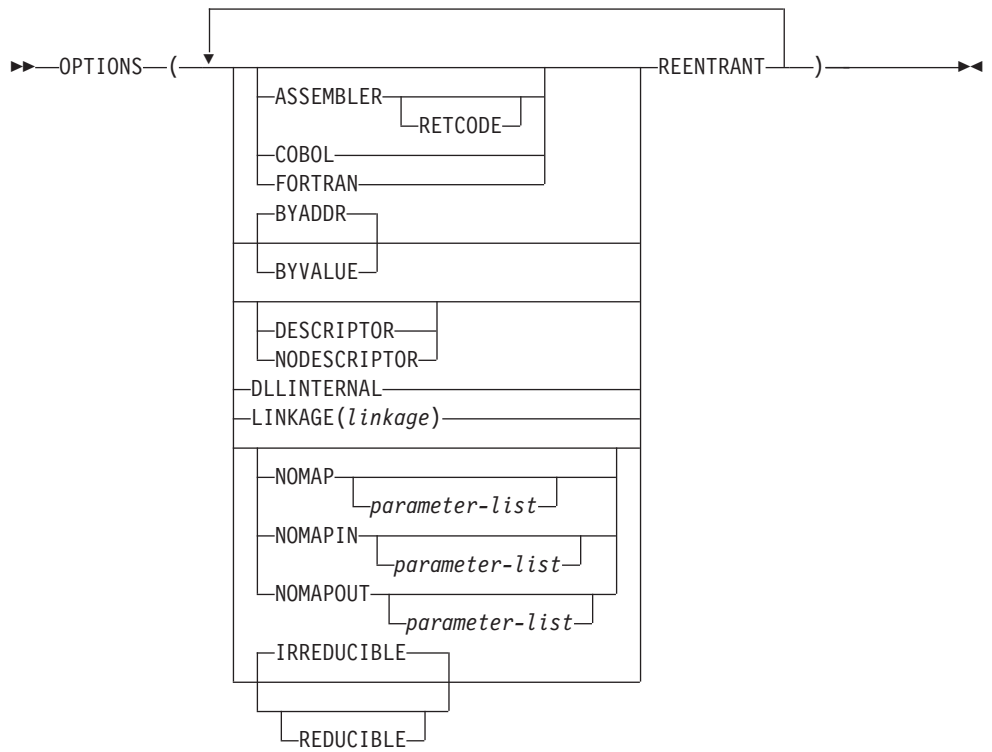 OPTIONS ( REENTRANT )
ASSEMBLER
RETCODE
COBOL
FORTRAN
BYADDR
BYVALUE
DESCRIPTOR
NODESCRIPTOR
DLLINTERNAL
LINKAGE(linkage)
NOMAP
parameter-list
NOMAPIN
parameter-list
NOMAPOUT
parameter-list
IRREDUCIBLE
REDUCIBLE